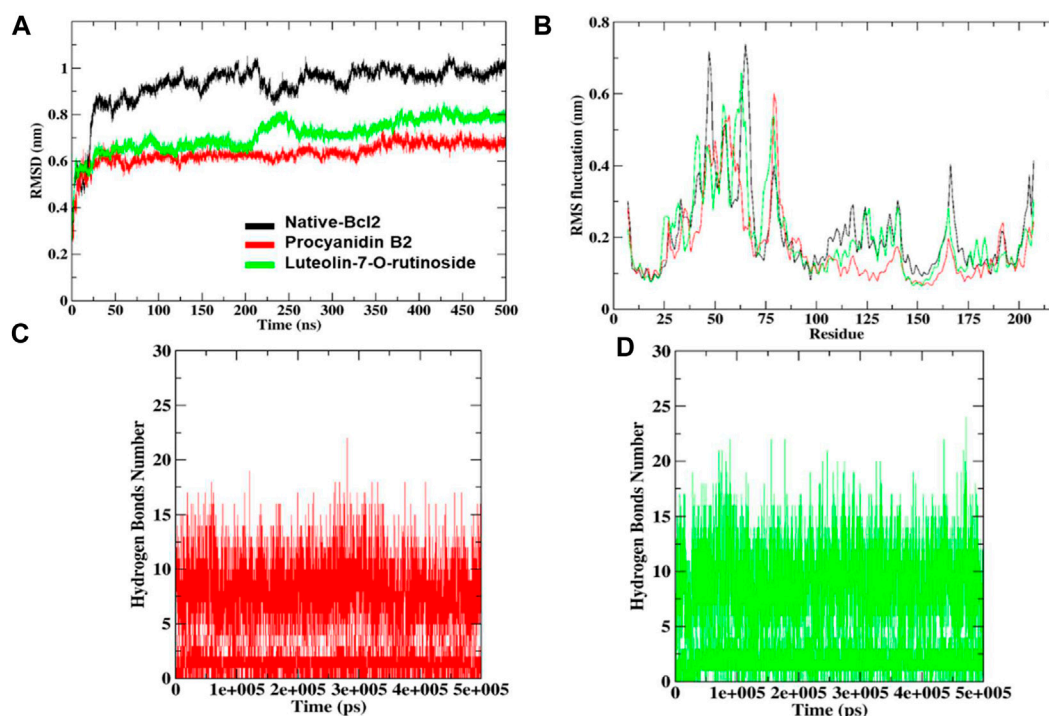 A
RMSD (nm)
1
0.8
0.6
0.4
0.2
0
0 50 100 150 200 250 300 350 400 450 500
Time (ns)
Native-Bcl2
Procyanidin B2
Luteolin-7-O-rutinoside
B
RMS fluctuation (nm)
0.8
0.6
0.4
0.2
0
0 25 50 75 100 125 150 175 200
Residue
C
Hydrogen Bonds Number
30
25
20
15
10
5
0
0 1e+005 2e+005 3e+005 4e+005 5e+005
Time (ps)
D
Hydrogen Bonds Number
30
25
20
15
10
5
0
0 1e+005 2e+005 3e+005 4e+005 5e+005
Time (ps)